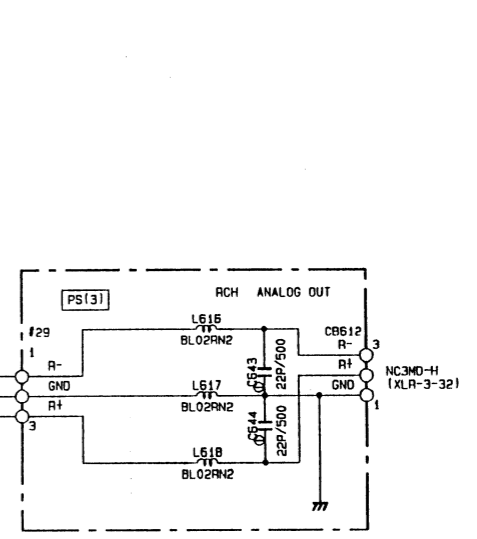 PS(3)
RCH ANALOG OUT
#29
1
R-
GND
R+
3
L616
BL02RN2
C643
22P/500
L617
BL02RN2
C644
22P/500
L618
BL02RN2
CB612
3
R-
R+
GND
1
NC3MD-H
(XLR-3-32)